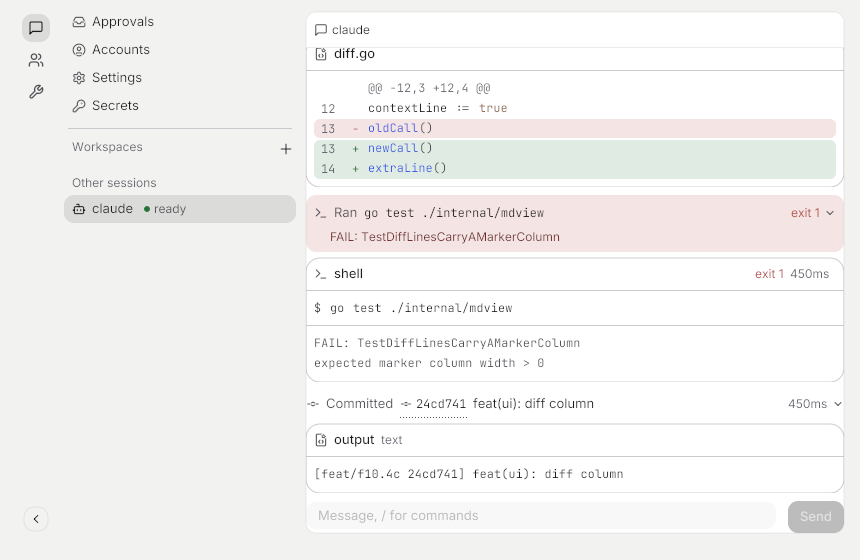 Approvals
Accounts
Settings
Secrets
Workspaces
Other sessions
claude ready
claude
diff.go
@@ -12,3 +12,4 @@
12 contextLine := true
13 - oldCall()
13 + newCall()
14 + extraLine()
Ran go test ./internal/mdview exit 1
FAIL: TestDiffLinesCarryAMarkerColumn
shell exit 1 450ms
$ go test ./internal/mdview
FAIL: TestDiffLinesCarryAMarkerColumn
expected marker column width > 0
Committed 24cd741 feat(ui): diff column 450ms
output text
[feat/f10.4c 24cd741] feat(ui): diff column
Message, / for commands
Send